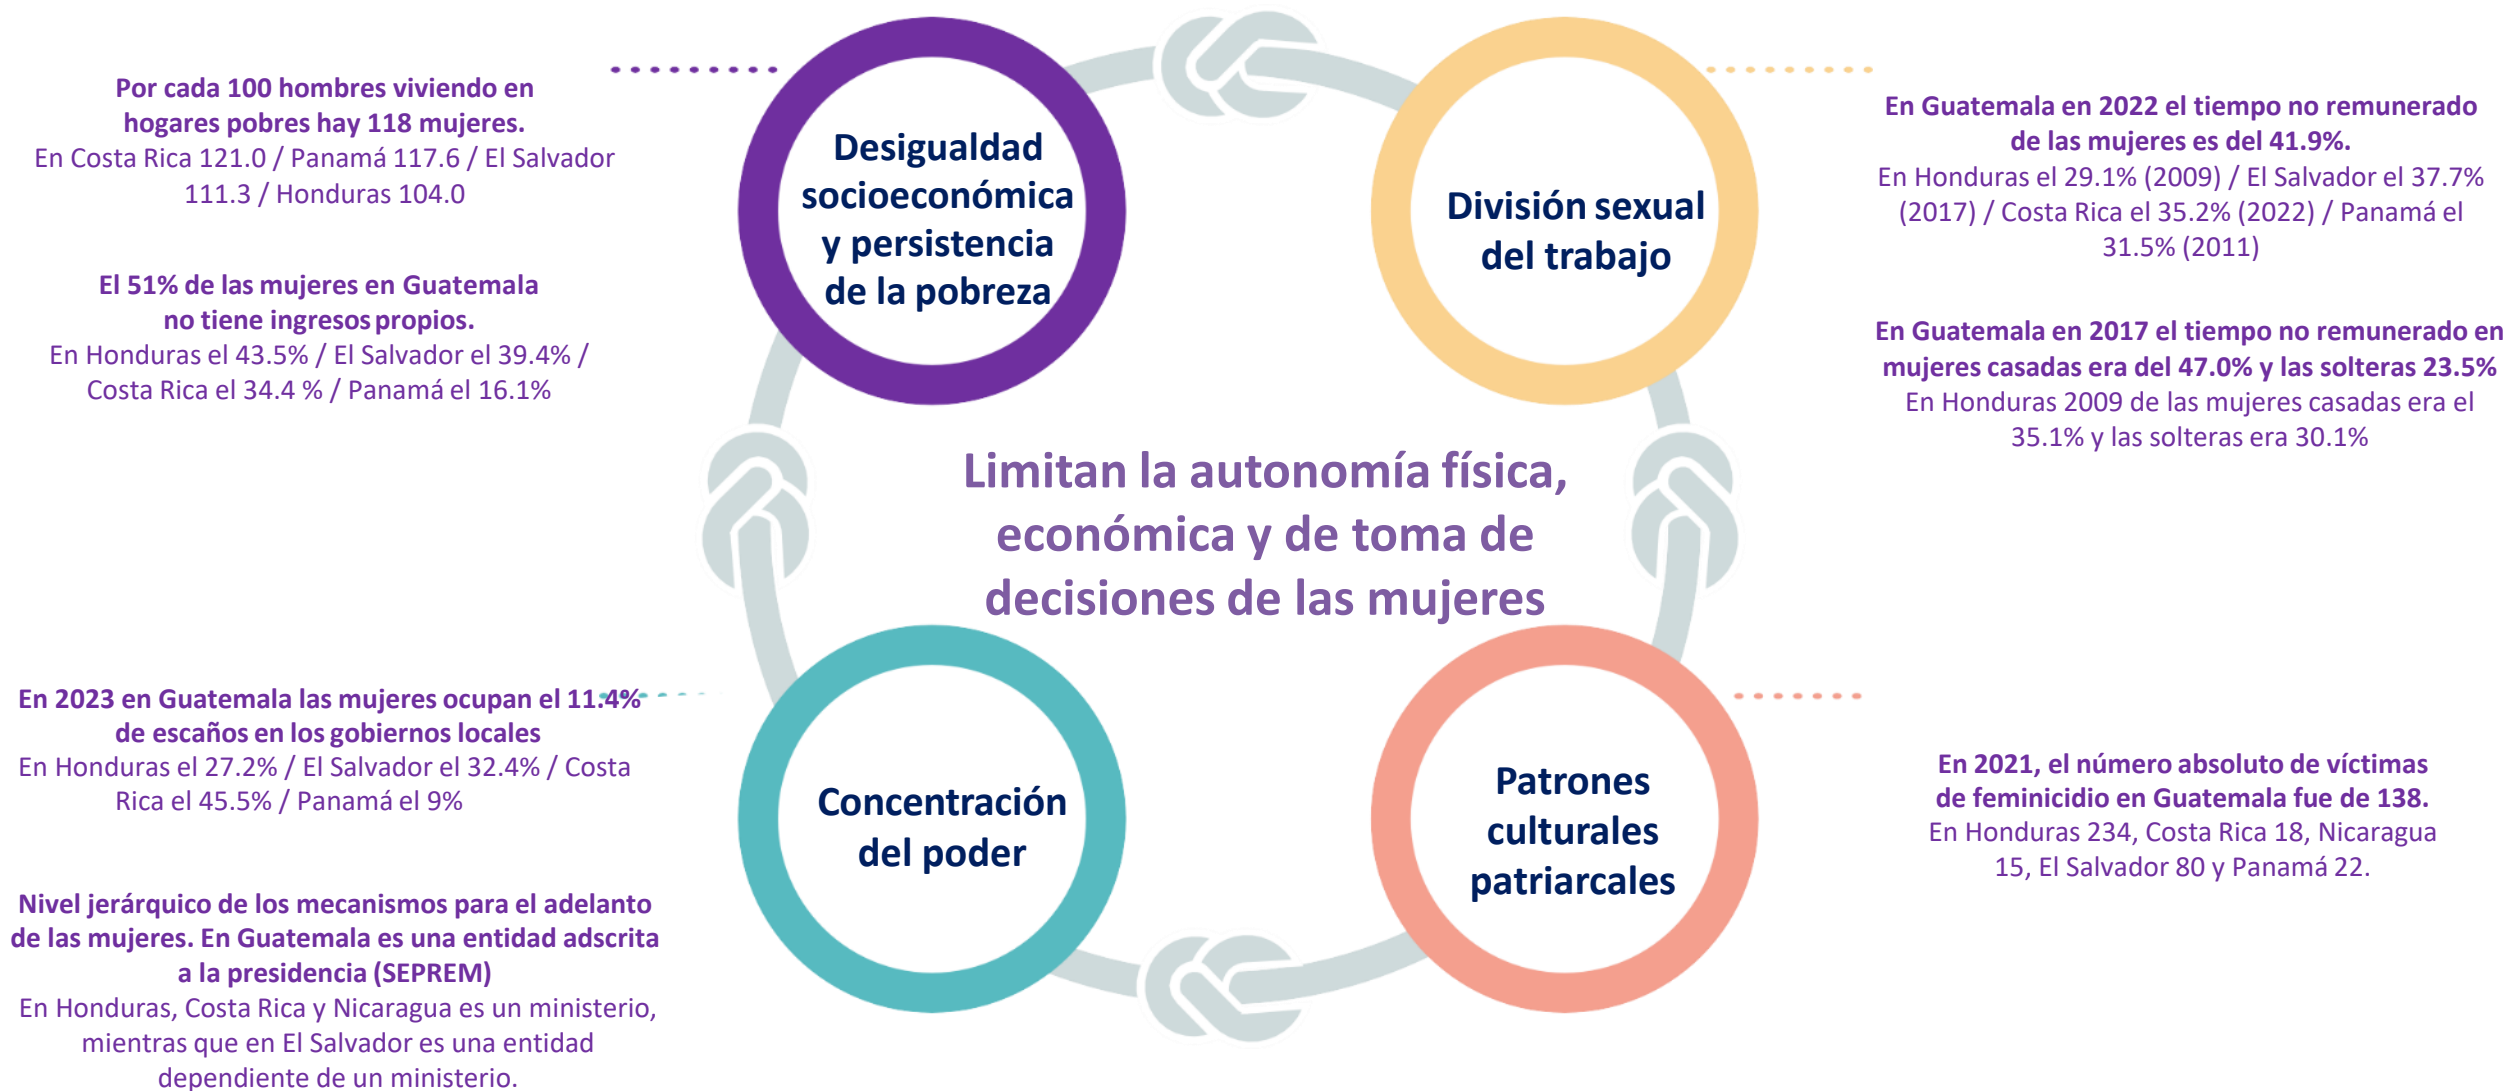 Por cada 100 hombres viviendo en
hogares pobres hay 118 mujeres.
En Costa Rica 121.0 / Panamá 117.6 / El Salvador
111.3 / Honduras 104.0
El 51% de las mujeres en Guatemala
no tiene ingresos propios.
En Honduras el 43.5% / El Salvador el 39.4% /
Costa Rica el 34.4 % / Panamá el 16.1%
Desigualdad
socioeconómica
y persistencia
de la pobreza
División sexual
del trabajo
En Guatemala en 2022 el tiempo no remunerado
de las mujeres es del 41.9%.
En Honduras el 29.1% (2009) / El Salvador el 37.7%
(2017) / Costa Rica el 35.2% (2022) / Panamá el
31.5% (2011)
En Guatemala en 2017 el tiempo no remunerado en
mujeres casadas era del 47.0% y las solteras 23.5%
En Honduras 2009 de las mujeres casadas era el
35.1% y las solteras era 30.1%
Limitan la autonomía física,
económica y de toma de
decisiones de las mujeres
En 2023 en Guatemala las mujeres ocupan el 11.4%
de escaños en los gobiernos locales
En Honduras el 27.2% / El Salvador el 32.4% / Costa
Rica el 45.5% / Panamá el 9%
Nivel jerárquico de los mecanismos para el adelanto
de las mujeres. En Guatemala es una entidad adscrita
a la presidencia (SEPREM)
En Honduras, Costa Rica y Nicaragua es un ministerio,
mientras que en El Salvador es una entidad
dependiente de un ministerio.
Concentración
del poder
Patrones
culturales
patriarcales
En 2021, el número absoluto de víctimas
de feminicidio en Guatemala fue de 138.
En Honduras 234, Costa Rica 18, Nicaragua
15, El Salvador 80 y Panamá 22.